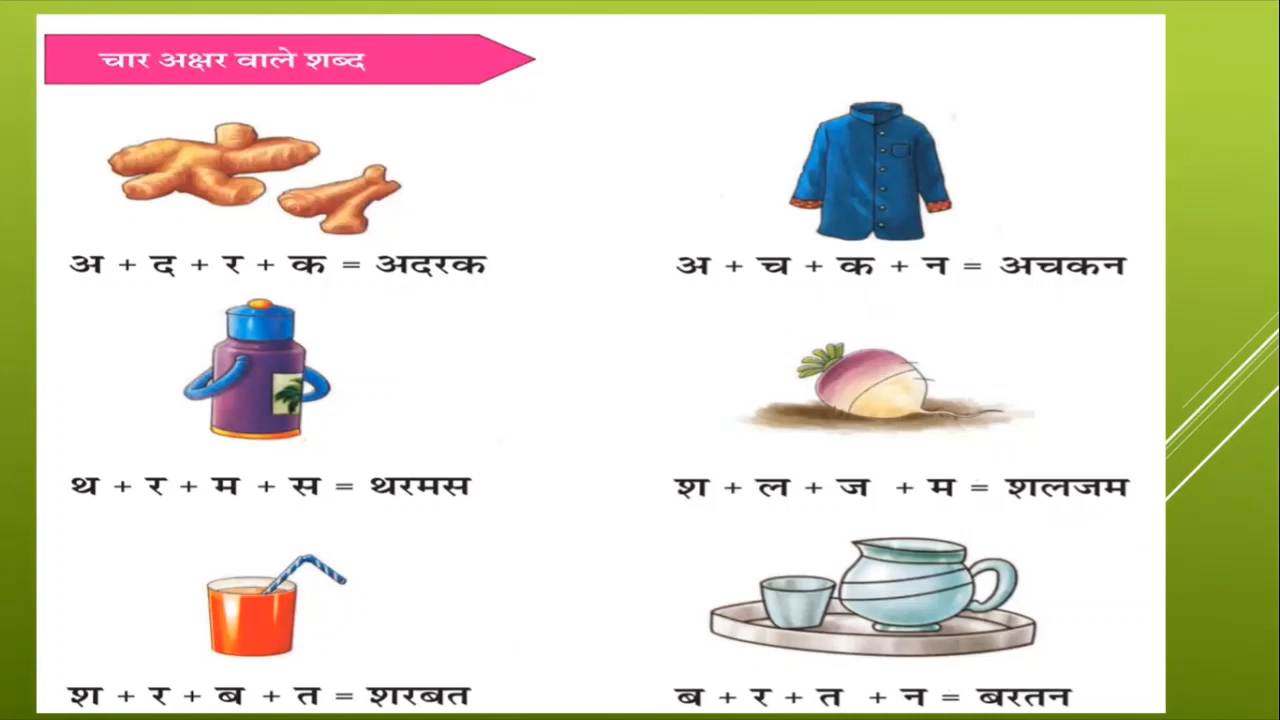 चार अक्षर वाले शब्द
अ + द + र + क = अदरक
अ + च + क + न = अचकन
थ + र + म + स = थरमस
श + ल + ज + म = शलजम
श + र + ब + त = शरबत
ब + र + त + न = बरतन